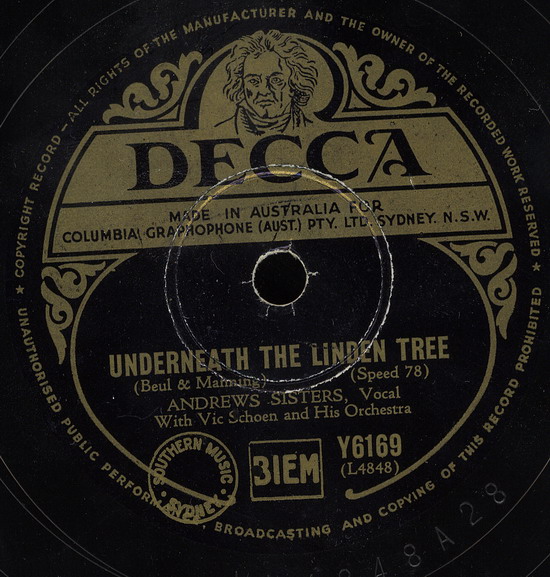 ★ COPYRIGHT RECORD — ALL RIGHTS OF THE MANUFACTURER AND THE OWNER OF THE RECORDED WORK RESERVED ★
DECCA
MADE IN AUSTRALIA FOR
COLUMBIA GRAPHOPHONE (AUST.) PTY. LTD. SYDNEY. N.S.W.
UNDERNEATH THE LiNDEN TREE
(Beul & Manning) (Speed 78)
ANDREWS SISTERS, Vocal
With Vic Schoen and His Orchestra
SOUTHERN MUSIC
SYDNEY
BIEM
Y6169
(L4848)
UNAUTHORISED PUBLIC PERFORMANCE, BROADCASTING AND COPYING OF THIS RECORD PROHIBITED